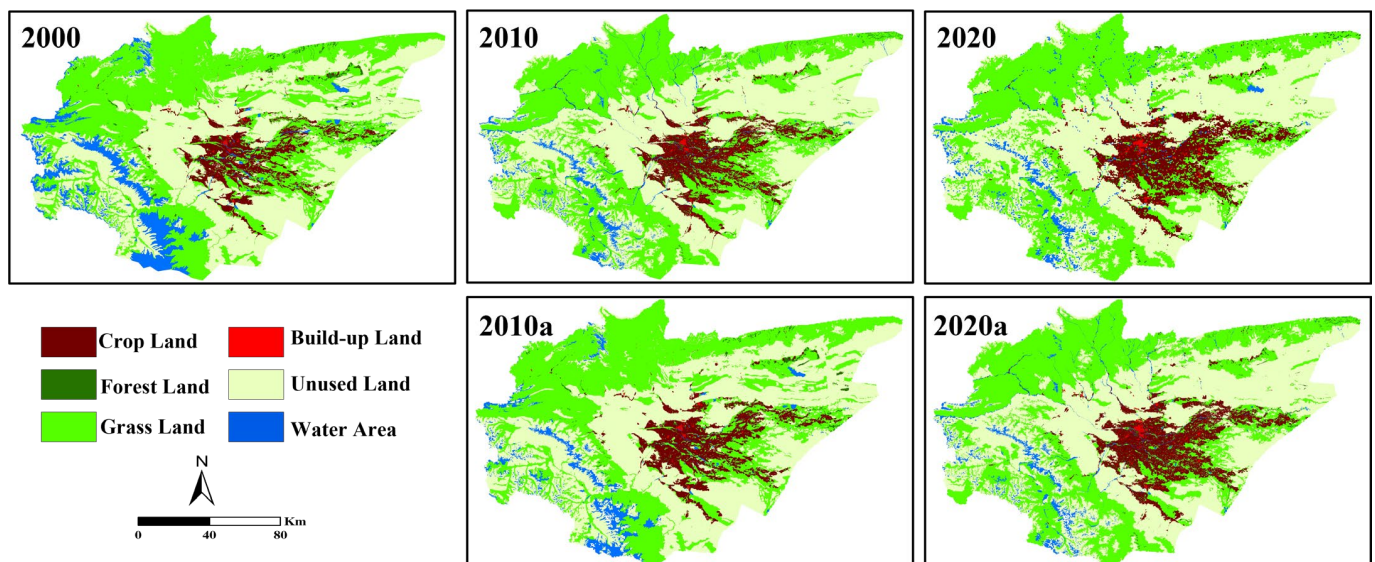 2000
2010
2020
2010a
2020a
Crop Land
Build-up Land
Forest Land
Unused Land
Grass Land
Water Area
N
Km
0 40 80